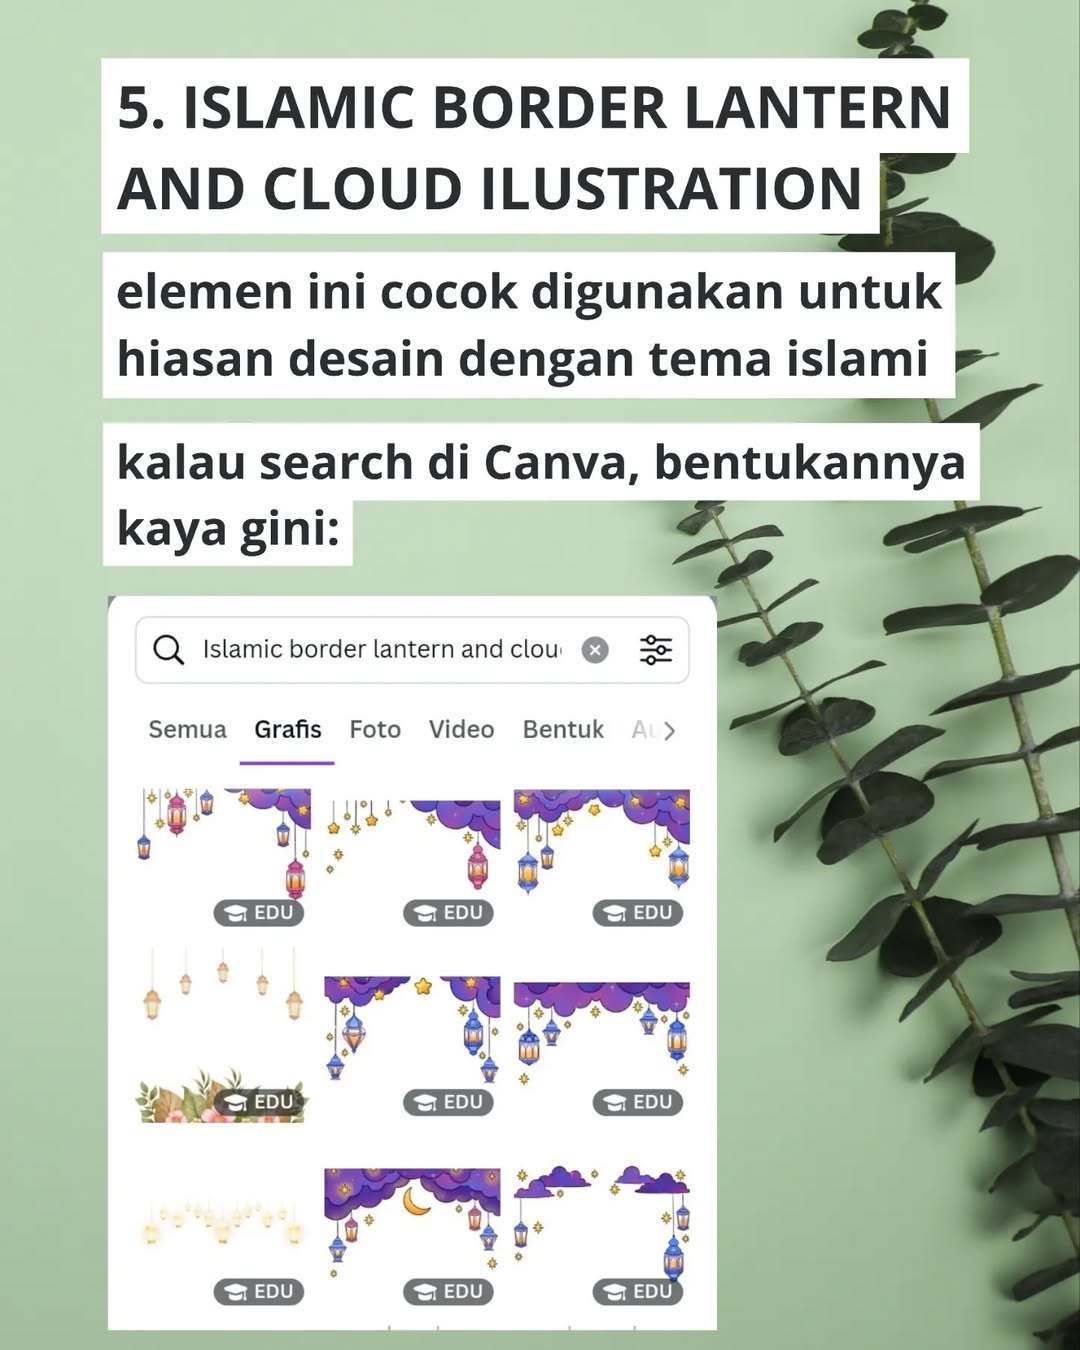 5. ISLAMIC BORDER LANTERN
AND CLOUD ILUSTRATION
elemen ini cocok digunakan untuk
hiasan desain dengan tema islami
kalau search di Canva, bentukannya
kaya gini:
Islamic border lantern and clou
Semua Grafis Foto Video Bentuk Au
EDU EDU EDU
EDU EDU EDU
EDU EDU EDU